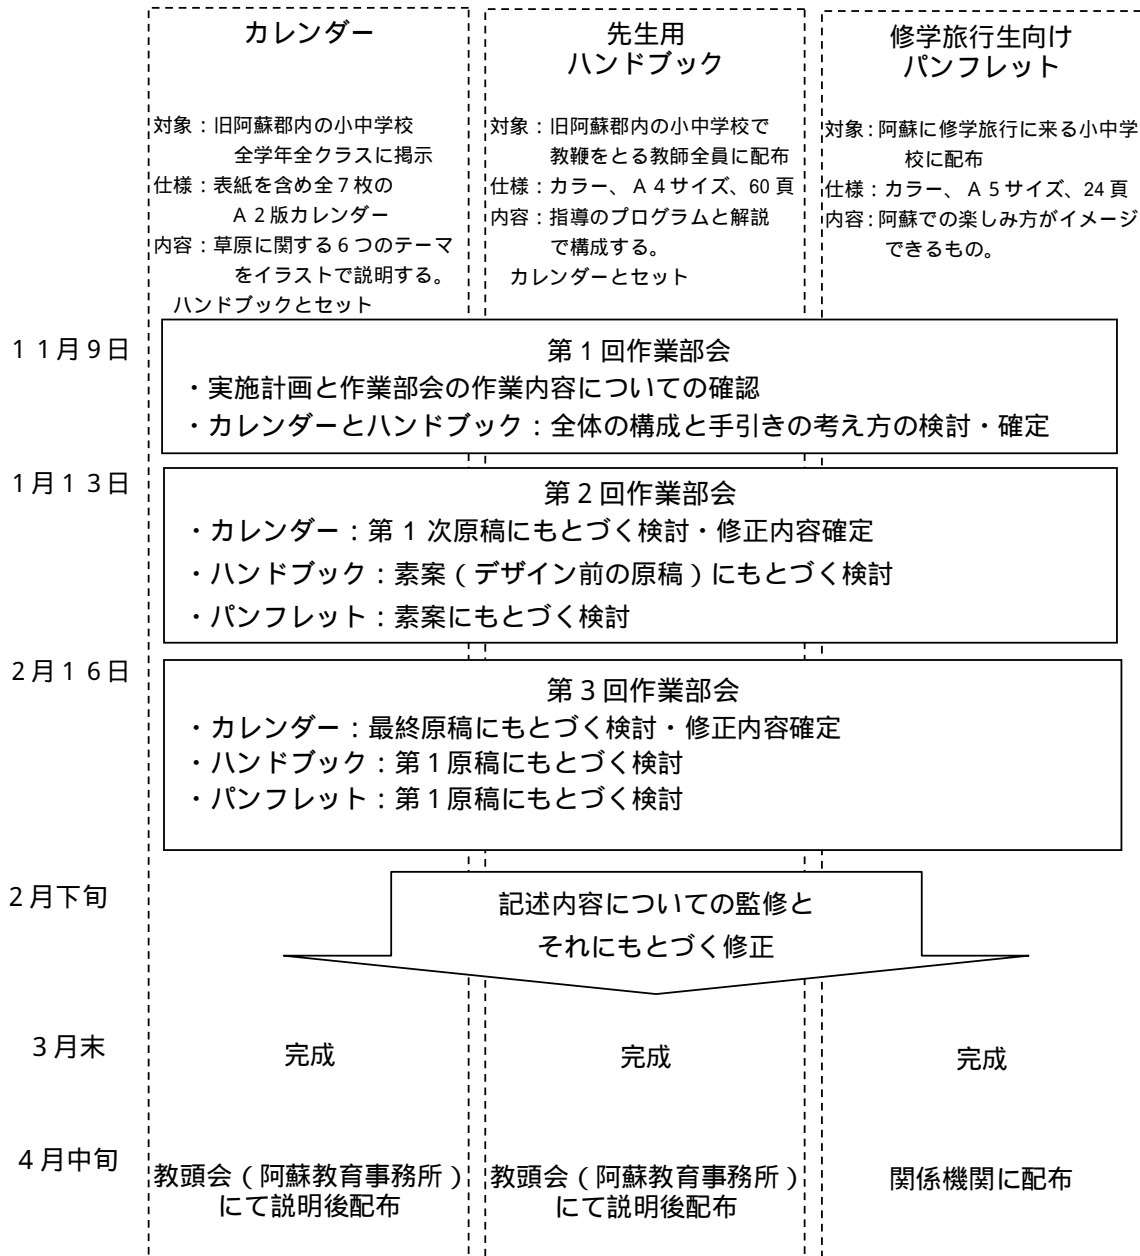 カレンダー
対象：旧阿蘇郡内の小中学校
全学年全クラスに掲示
仕様：表紙を含め全７枚の
Ａ２版カレンダー
内容：草原に関する６つのテーマ
をイラストで説明する。
ハンドブックとセット
先生用
ハンドブック
対象：旧阿蘇郡内の小中学校で
教鞭をとる教師全員に配布
仕様：カラー、Ａ４サイズ、60頁
内容：指導のプログラムと解説
で構成する。
カレンダーとセット
修学旅行生向け
パンフレット
対象：阿蘇に修学旅行に来る小中学
校に配布
仕様：カラー、Ａ５サイズ、24頁
内容：阿蘇での楽しみ方がイメージ
できるもの。
１１月９日
第１回作業部会
・実施計画と作業部会の作業内容についての確認
・カレンダーとハンドブック：全体の構成と手引きの考え方の検討・確定
１月１３日
第２回作業部会
・カレンダー：第１次原稿にもとづく検討・修正内容確定
・ハンドブック：素案（デザイン前の原稿）にもとづく検討
・パンフレット：素案にもとづく検討
２月１６日
第３回作業部会
・カレンダー：最終原稿にもとづく検討・修正内容確定
・ハンドブック：第１原稿にもとづく検討
・パンフレット：第１原稿にもとづく検討
２月下旬
記述内容についての監修と
それにもとづく修正
３月末
完成
完成
完成
４月中旬
教頭会（阿蘇教育事務所）
にて説明後配布
教頭会（阿蘇教育事務所）
にて説明後配布
関係機関に配布